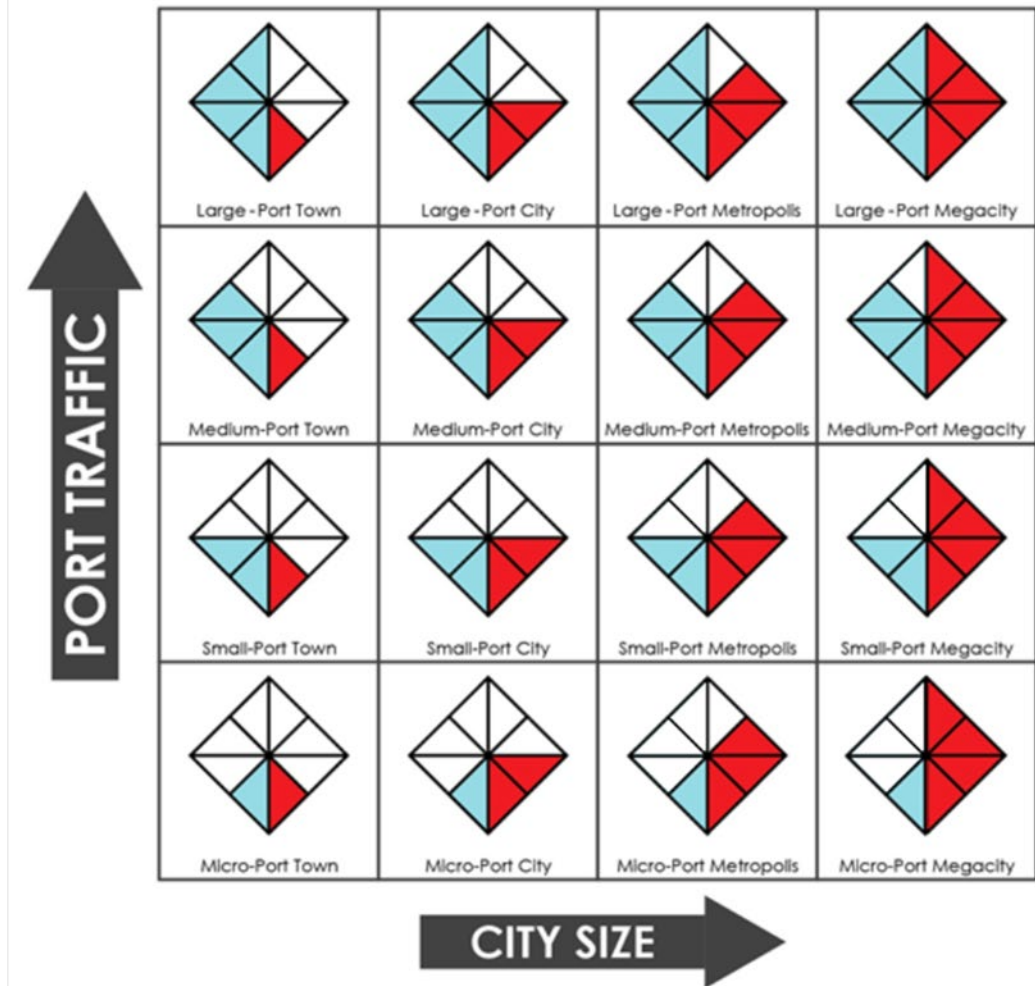 Large-Port Town
Large-Port City
Large-Port Metropolis
Large-Port Megacity
Medium-Port Town
Medium-Port City
Medium-Port Metropolis
Medium-Port Megacity
Small-Port Town
Small-Port City
Small-Port Metropolis
Small-Port Megacity
Micro-Port Town
Micro-Port City
Micro-Port Metropolis
Micro-Port Megacity
PORT TRAFFIC
CITY SIZE